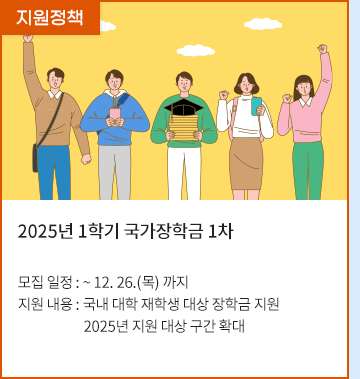 지원정책
2025년 1학기 국가장학금 1차
모집 일정 : ~ 12. 26.(목) 까지
지원 내용 : 국내 대학 재학생 대상 장학금 지원
2025년 지원 대상 구간 확대